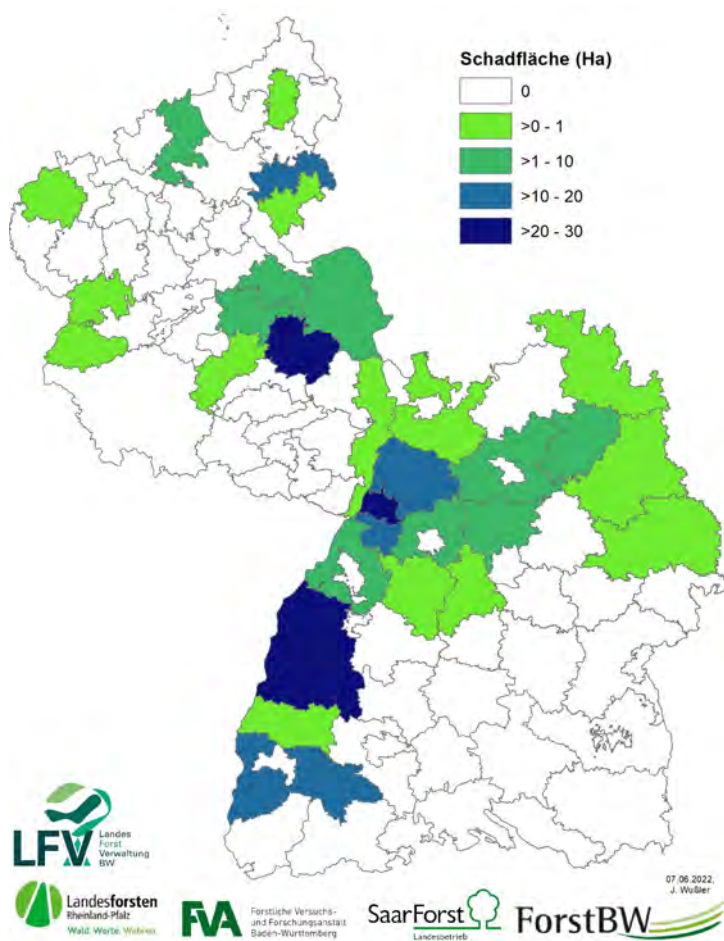 Schadfläche (Ha)
0
>0 - 1
>1 - 10
>10 - 20
>20 - 30
LFV
Landes
Forst
Verwaltung
BW
07.06.2022,
J. Wußler
Landesforsten
Rheinland-Pfalz
Wald. Werte. Wohnen.
FVA
Forstliche Versuchs-
und Forschungsanstalt
Baden-Württemberg
SaarForst
Landesbetrieb
ForstBW